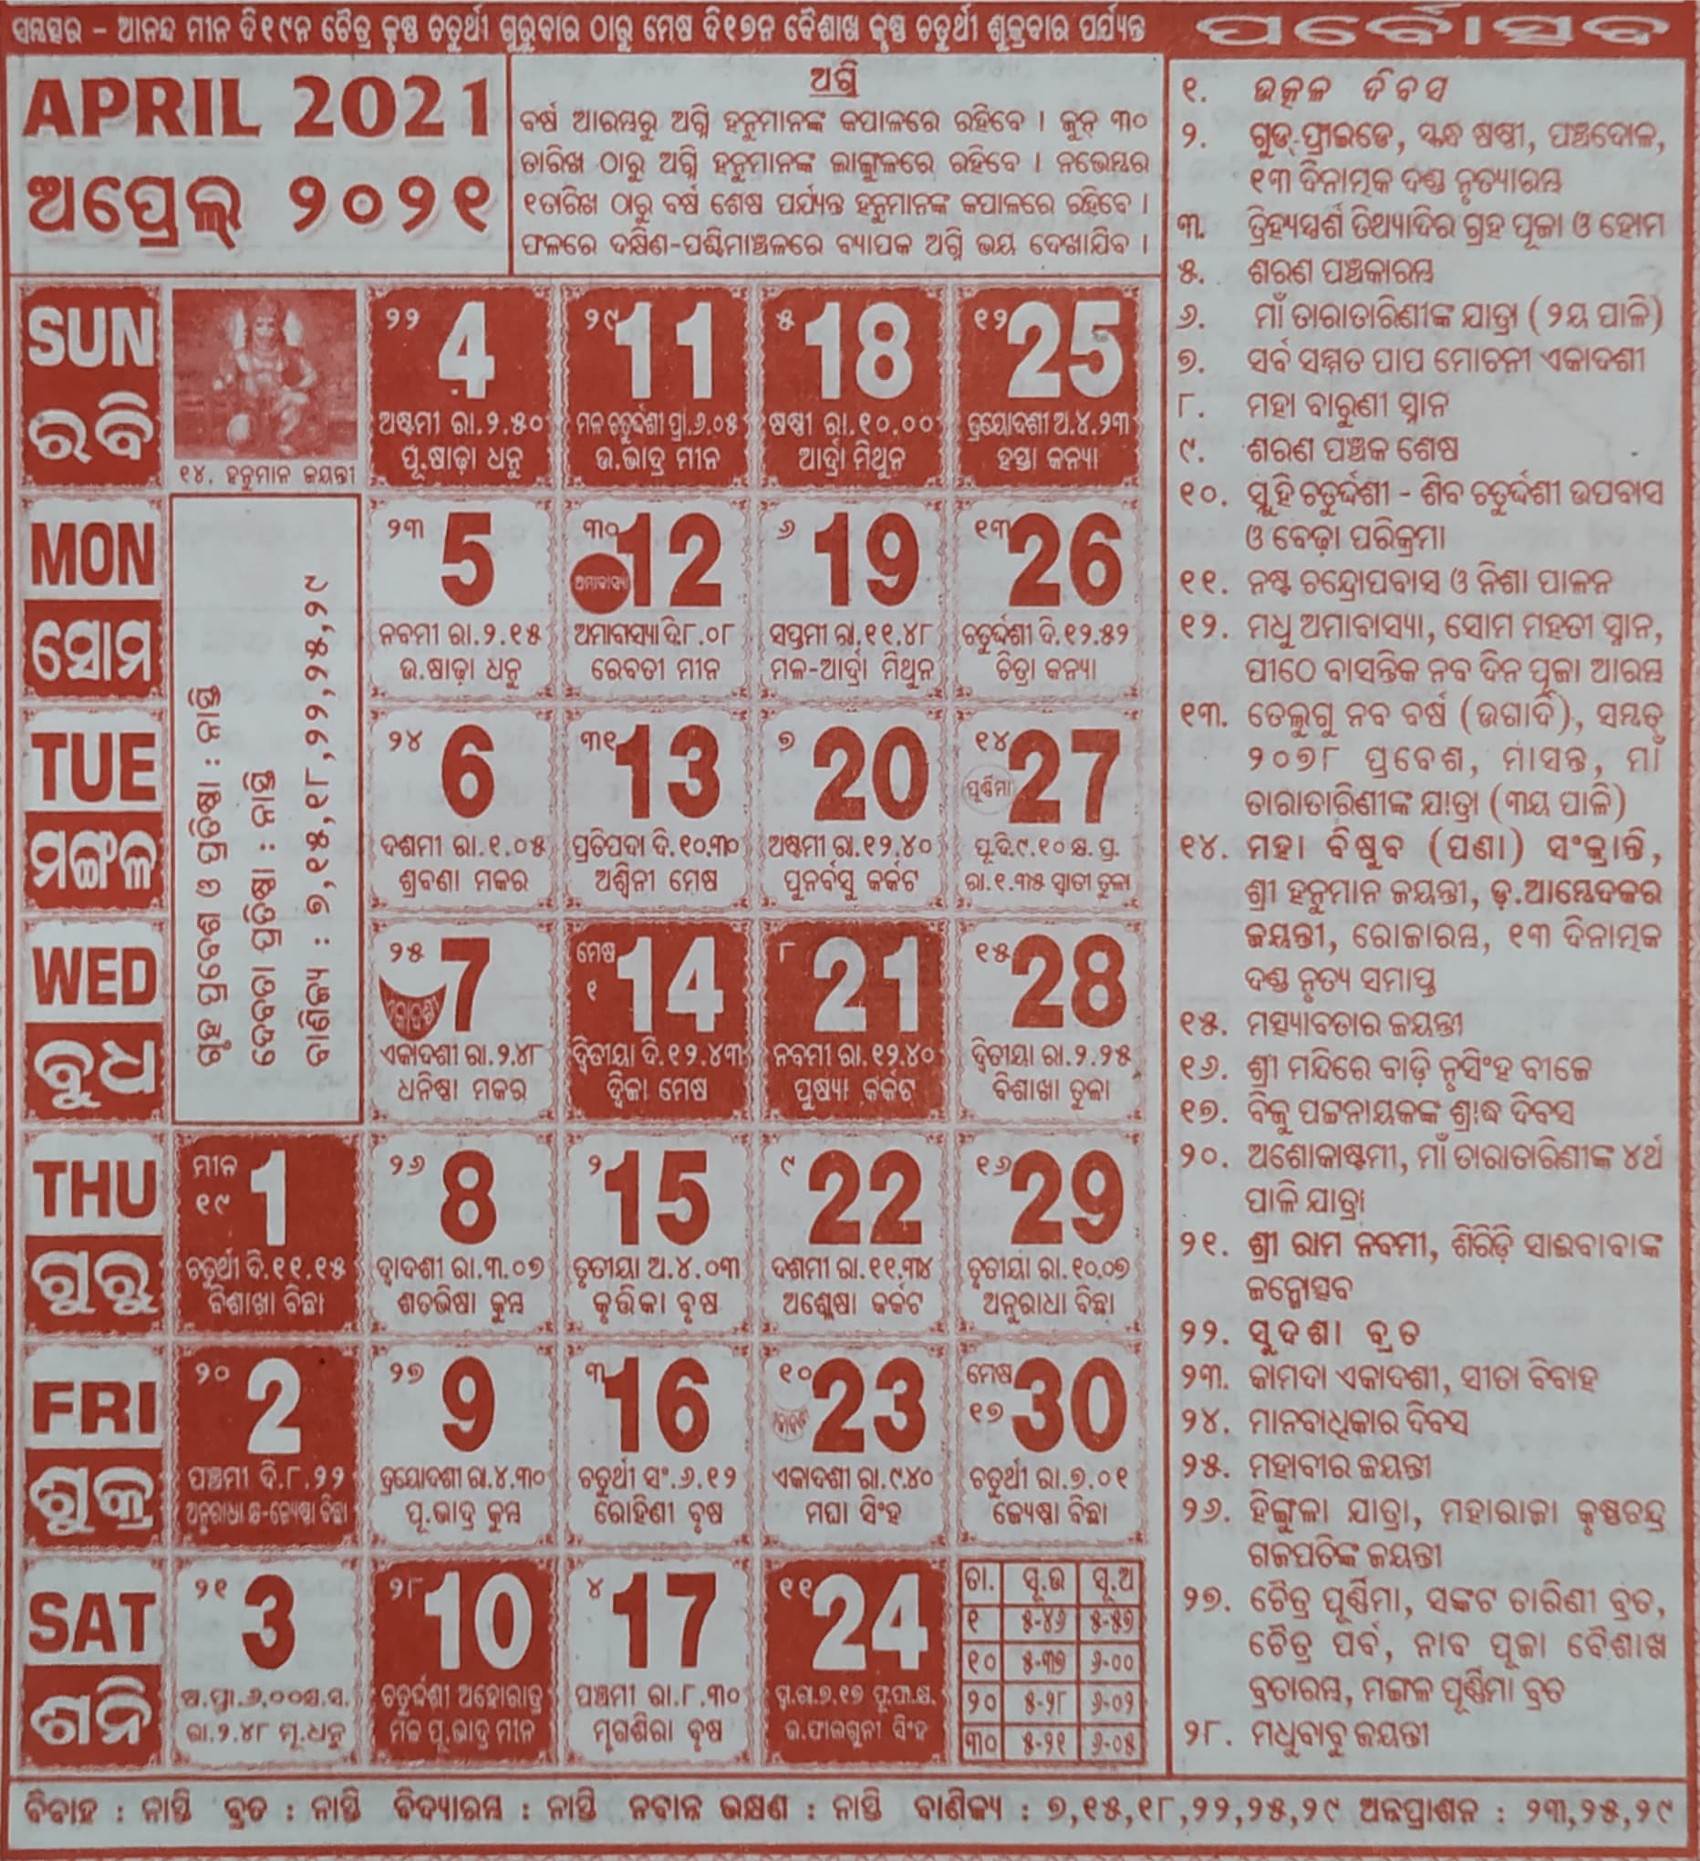 ସମ୍ଭର - ଆନନ୍ଦ ମୀନ ଦି୧୯ନ ଚୈତ୍ର କୃଷ୍ଣ ଚତୁର୍ଥୀ ଗୁରୁବାର ଠାରୁ ମେଷ ଦି୧୭ନ ବୈଶାଖ କୃଷ୍ଣ ଚତୁର୍ଥୀ ଶୁକ୍ରବାର ପର୍ଯ୍ୟନ୍ତ
APRIL 2021
ଅପ୍ରେଲ୍ ୨୦୨୧
ଅଗ୍ନି
ବର୍ଷ ଆରମ୍ଭରୁ ଅଗ୍ନି ହନୁମାନଙ୍କ କପାଳରେ ରହିବେ । ଜୁନ୍ ୩୦
ତାରିଖ ଠାରୁ ଅଗ୍ନି ହନୁମାନଙ୍କ ଲାଙ୍ଗୁଳରେ ରହିବେ । ନଭେମ୍ବର
୧ତାରିଖ ଠାରୁ ବର୍ଷ ଶେଷ ପର୍ଯ୍ୟନ୍ତ ହନୁମାନଙ୍କ କପାଳରେ ରହିବେ ।
ଫଳରେ ଦକ୍ଷିଣ-ପଶ୍ଚିମାଞ୍ଚଳରେ ବ୍ୟାପକ ଅଗ୍ନି ଭୟ ଦେଖାଯିବ ।
SUN
ରବି
୧୪. ହନୁମାନ ଜୟନ୍ତୀ
୨୨ 4
ଅଷ୍ଟମୀ ରା.୨.୫୦
ପୂ.ଷାଢ଼ା ଧନୁ
୨୯ 11
ମଳ ଚତୁର୍ଦ୍ଦଶୀ ପ୍ରା.୬.୦୫
ଉ.ଭାଦ୍ର ମୀନ
୫ 18
ଷଷ୍ଠୀ ରା.୧୦.୦୦
ଆର୍ଦ୍ରା ମିଥୁନ
୧୨ 25
ତ୍ରୟୋଦଶୀ ଅ.୪.୨୩
ହସ୍ତା କନ୍ୟା
MON
ସୋମ
ଗୃହ ପ୍ରବେଶ ଓ ପ୍ରତିଷ୍ଠା : ନାସ୍ତି
ଦେବତା ପ୍ରତିଷ୍ଠା : ନାସ୍ତି
ବାଣିଜ୍ୟ : ୭,୧୫,୧୮,୨୨,୨୫,୨୯
୨୩ 5
ନବମୀ ରା.୨.୧୫
ଉ.ଷାଢ଼ା ଧନୁ
୩୦ 12
ଅମାବାସ୍ୟା
ଅମାବାସ୍ୟା ଦି.୮.୦୮
ରେବତୀ ମୀନ
୬ 19
ସପ୍ତମୀ ରା.୧୧.୪୮
ମଳ-ଆର୍ଦ୍ରା ମିଥୁନ
୧୩ 26
ଚତୁର୍ଦ୍ଦଶୀ ଦି.୧୨.୫୨
ଚିତ୍ରା କନ୍ୟା
TUE
ମଙ୍ଗଳ
୨୪ 6
ଦଶମୀ ରା.୧.୦୫
ଶ୍ରବଣା ମକର
୩୧ 13
ପ୍ରତିପଦା ଦି.୧୦.୩୦
ଅଶ୍ୱିନୀ ମେଷ
୭ 20
ଅଷ୍ଟମୀ ରା.୧୨.୪୦
ପୁନର୍ବସୁ କର୍କଟ
୧୪ 27
ପୂର୍ଣ୍ଣିମା
ପୂ.ଦି.୯.୧୦ କ୍ଷ.ପ୍ର.
ରା.୧.୩୫ ସ୍ୱାତୀ ତୁଳା
WED
ବୁଧ
୨୫ 7
ଏକାଦଶୀ
ଏକାଦଶୀ ରା.୨.୪୮
ଧନିଷ୍ଠା ମକର
ମେଷ ୧ 14
ଦ୍ୱିତୀୟା ଦି.୧୨.୪୩
ଦ୍ୱିଜା ମେଷ
୮ 21
ନବମୀ ରା.୧୨.୪୦
ପୁଷ୍ୟା କର୍କଟ
୧୫ 28
ଦ୍ୱିତୀୟା ରା.୨.୨୫
ବିଶାଖା ତୁଳା
THU
ଗୁରୁ
ମୀନ ୧୯ 1
ଚତୁର୍ଥୀ ଦି.୧୧.୧୫
ବିଶାଖା ବିଛା
୨୬ 8
ଦ୍ୱାଦଶୀ ରା.୩.୦୭
ଶତଭିଷା କୁମ୍ଭ
୨ 15
ତୃତୀୟା ଅ.୪.୦୩
କୃତ୍ତିକା ବୃଷ
୯ 22
ଦଶମୀ ରା.୧୧.୩୪
ଅଶ୍ଳେଷା କର୍କଟ
୧୬ 29
ତୃତୀୟା ରା.୧୦.୦୭
ଅନୁରାଧା ବିଛା
FRI
ଶୁକ୍ର
୨୦ 2
ପଞ୍ଚମୀ ଦି.୮.୨୨
ଅନୁରାଧା କ୍ଷ-ଜ୍ୟେଷ୍ଠା ବିଛା
୨୭ 9
ତ୍ରୟୋଦଶୀ ରା.୪.୩୦
ପୂ.ଭାଦ୍ର କୁମ୍ଭ
୩ 16
ଚତୁର୍ଥୀ ସଂ.୬.୧୨
ରୋହିଣୀ ବୃଷ
୧୦ 23
ଏକାଦଶୀ ରା.୯.୪୦
ମଘା ସିଂହ
ମେଷ ୧୭ 30
ଚତୁର୍ଥୀ ରା.୭.୦୧
ଜ୍ୟେଷ୍ଠା ବିଛା
SAT
ଶନି
୨୧ 3
ଷ.ପ୍ରା.୬.୦୦କ୍ଷ.ସ.
ରା.୨.୪୮ ମୂ.ଧନୁ
୨୮ 10
ଚତୁର୍ଦ୍ଦଶୀ ଅହୋରାତ୍ର
ମଳ ପୂ.ଭାଦ୍ର ମୀନ
୪ 17
ପଞ୍ଚମୀ ରା.୮.୩୦
ମୃଗଶିରା ବୃଷ
୧୧ 24
ଉ.ଫାଲଗୁନୀ ସିଂହ
ତା. ସୂ.ଉ ସୂ.ଅ
୧ ୫-୪୬ ୫-୫୭
୧୦ ୫-୩୭ ୬-୦୦
୨୦ ୫-୨୮ ୬-୦୨
୩୦ ୫-୨୧ ୬-୦୫
ପର୍ବୋତ୍ସବ
୧. ଉତ୍କଳ ଦିବସ
୨. ଗୁଡ୍-ଫ୍ରାଇଡେ, ସ୍କନ୍ଧ ଷଷ୍ଠୀ, ପଞ୍ଚଦୋଳ,
୧୩ ଦିନାତ୍ମକ ଦଣ୍ଡ ନୃତ୍ୟାରମ୍ଭ
୩. ତ୍ରିହ୍ୟସ୍ପର୍ଶ ତିଥ୍ୟାଦିର ଗ୍ରହ ପୂଜା ଓ ହୋମ
୫. ଶରଣ ପଞ୍ଚକାରମ୍ଭ
୬. ମାଁ ତାରାତାରିଣୀଙ୍କ ଯାତ୍ରା (୨ୟ ପାଳି)
୭. ସର୍ବ ସମ୍ମତ ପାପ ମୋଚନୀ ଏକାଦଶୀ
୮. ମହା ବାରୁଣୀ ସ୍ନାନ
୯. ଶରଣ ପଞ୍ଚକ ଶେଷ
୧୦. ସ୍ନୁହି ଚତୁର୍ଦ୍ଦଶୀ - ଶିବ ଚତୁର୍ଦ୍ଦଶୀ ଉପବାସ
ଓ ବେଢ଼ା ପରିକ୍ରମା
୧୧. ନଷ୍ଟ ଚନ୍ଦ୍ରୋପବାସ ଓ ନିଶା ପାଳନ
୧୨. ମଧୁ ଅମାବାସ୍ୟା, ସୋମ ମହତୀ ସ୍ନାନ,
ପୀଠେ ବାସନ୍ତିକ ନବ ଦିନ ପୂଜା ଆରମ୍ଭ
୧୩. ତେଲୁଗୁ ନବ ବର୍ଷ (ଉଗାଦି), ସମ୍ଭତ୍
୨୦୭୮ ପ୍ରବେଶ, ମାସନ୍ତ, ମାଁ
ତାରାତାରିଣୀଙ୍କ ଯାତ୍ରା (୩ୟ ପାଳି)
୧୪. ମହା ବିଷୁବ (ପଣା) ସଂକ୍ରାନ୍ତି,
ଶ୍ରୀ ହନୁମାନ ଜୟନ୍ତୀ, ଡ଼.ଆମ୍ବେଦକର
ଜୟନ୍ତୀ, ରୋଜାରମ୍ଭ, ୧୩ ଦିନାତ୍ମକ
ଦଣ୍ଡ ନୃତ୍ୟ ସମାପ୍ତ
୧୫. ମତ୍ସ୍ୟାବତାର ଜୟନ୍ତୀ
୧୬. ଶ୍ରୀ ମନ୍ଦିରେ ବାଡ଼ି ନୃସିଂହ ବୀଜେ
୧୭. ବିଜୁ ପଟ୍ଟନାୟକଙ୍କ ଶ୍ରାଦ୍ଧ ଦିବସ
୨୦. ଅଶୋକାଷ୍ଟମୀ, ମାଁ ତାରାତାରିଣୀଙ୍କ ୪ର୍ଥ
ପାଳି ଯାତ୍ରା
୨୧. ଶ୍ରୀ ରାମ ନବମୀ, ଶିରିଡ଼ି ସାଇବାବାଙ୍କ
ଜନ୍ମୋତ୍ସବ
୨୨. ସୁଦଶା ବ୍ରତ
୨୩. କାମଦା ଏକାଦଶୀ, ସୀତା ବିବାହ
୨୪. ମାନବାଧିକାର ଦିବସ
୨୫. ମହାବୀର ଜୟନ୍ତୀ
୨୬. ହିଙ୍ଗୁଳା ଯାତ୍ରା, ମହାରାଜା କୃଷ୍ଣଚନ୍ଦ୍ର
ଗଜପତିଙ୍କ ଜୟନ୍ତୀ
୨୭. ଚୈତ୍ର ପୂର୍ଣ୍ଣିମା, ସଙ୍କଟ ତାରିଣୀ ବ୍ରତ,
ଚୈତ୍ର ପର୍ବ, ନାବ ପୂଜା ବୈଶାଖ
ବ୍ରତାରମ୍ଭ, ମଙ୍ଗଳ ପୂର୍ଣ୍ଣିମା ବ୍ରତ
୨୮. ମଧୁବାବୁ ଜୟନ୍ତୀ
ବିବାହ : ନାସ୍ତି ବ୍ରତ : ନାସ୍ତି ବିଦ୍ୟାରମ୍ଭ : ନାସ୍ତି ନବାନ୍ନ ଭକ୍ଷଣ : ନାସ୍ତି ବାଣିଜ୍ୟ : ୭,୧୫,୧୮,୨୨,୨୫,୨୯ ଅନ୍ନପ୍ରାଶନ : ୨୩,୨୫,୨୯